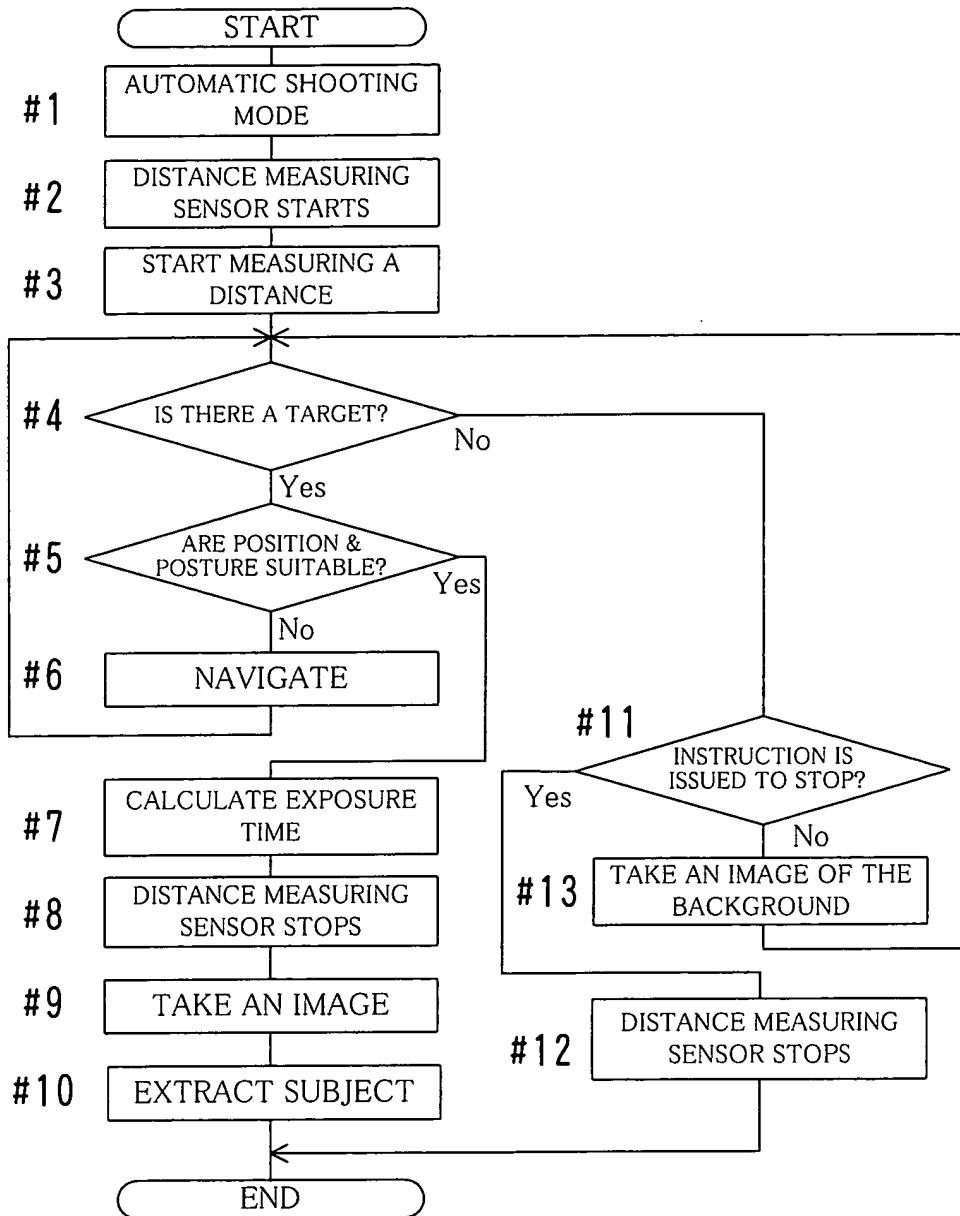 START
#1
AUTOMATIC SHOOTING
MODE
#2
DISTANCE MEASURING
SENSOR STARTS
#3
START MEASURING A
DISTANCE
#4
IS THERE A TARGET?
No
Yes
#5
ARE POSITION &
POSTURE SUITABLE?
Yes
No
#6
NAVIGATE
#11
INSTRUCTION IS
ISSUED TO STOP?
Yes
No
#7
CALCULATE EXPOSURE
TIME
#13
TAKE AN IMAGE OF THE
BACKGROUND
#8
DISTANCE MEASURING
SENSOR STOPS
#9
TAKE AN IMAGE
#12
DISTANCE MEASURING
SENSOR STOPS
#10
EXTRACT SUBJECT
END